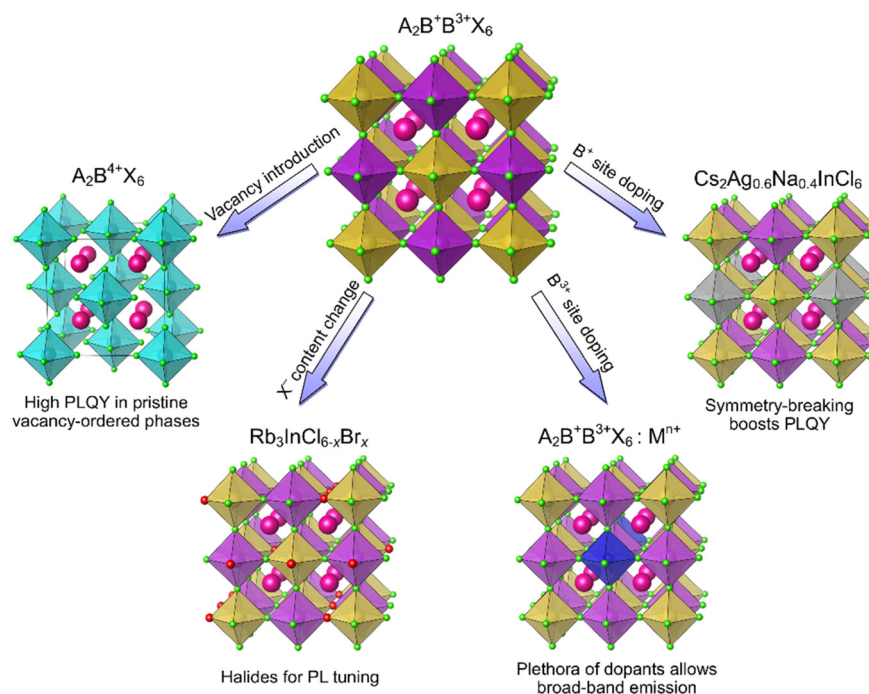 A₂B⁺B³⁺X₆
Vacancy introduction
B⁺ site doping
A₂B⁴⁺X₆
Cs₂Ag₀.₆Na₀.₄InCl₆
X⁻ content change
B³⁺ site doping
High PLQY in pristine
vacancy-ordered phases
Symmetry-breaking
boosts PLQY
Rb₃InCl₆₋ₓBrₓ
A₂B⁺B³⁺X₆ : Mⁿ⁺
Halides for PL tuning
Plethora of dopants allows
broad-band emission